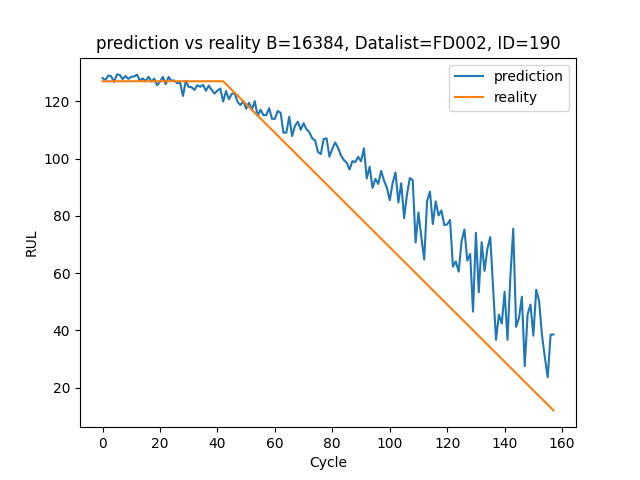 prediction vs reality B=16384, Datalist=FD002, ID=190
prediction
reality
120
100
80
60
40
20
RUL
0 20 40 60 80 100 120 140 160
Cycle